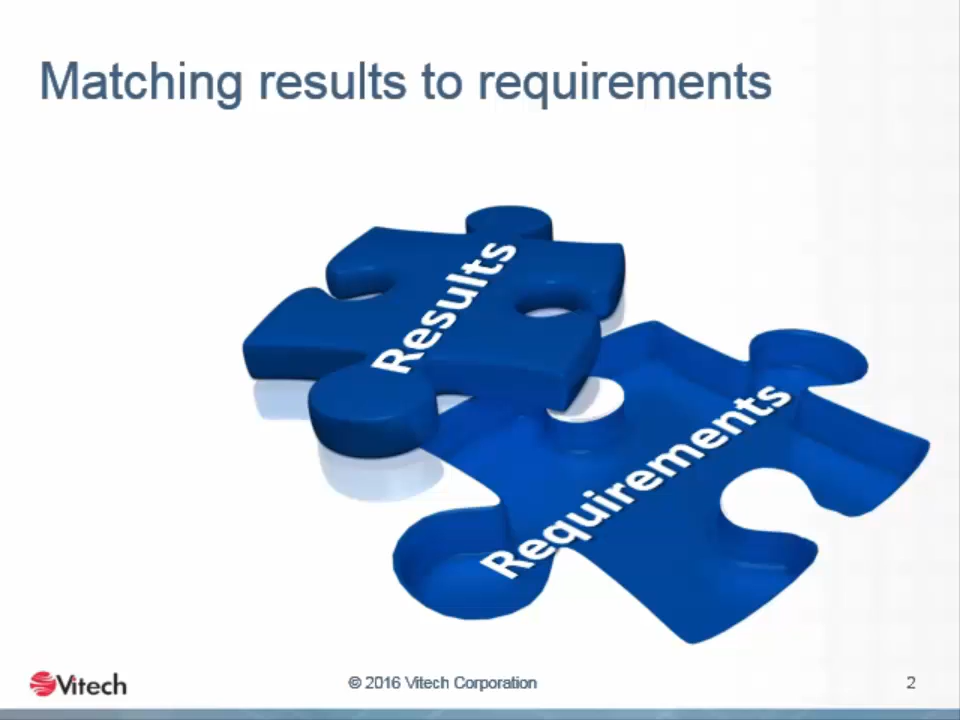 Matching results to requirements
Results
Requirements
Vitech
© 2016 Vitech Corporation
2